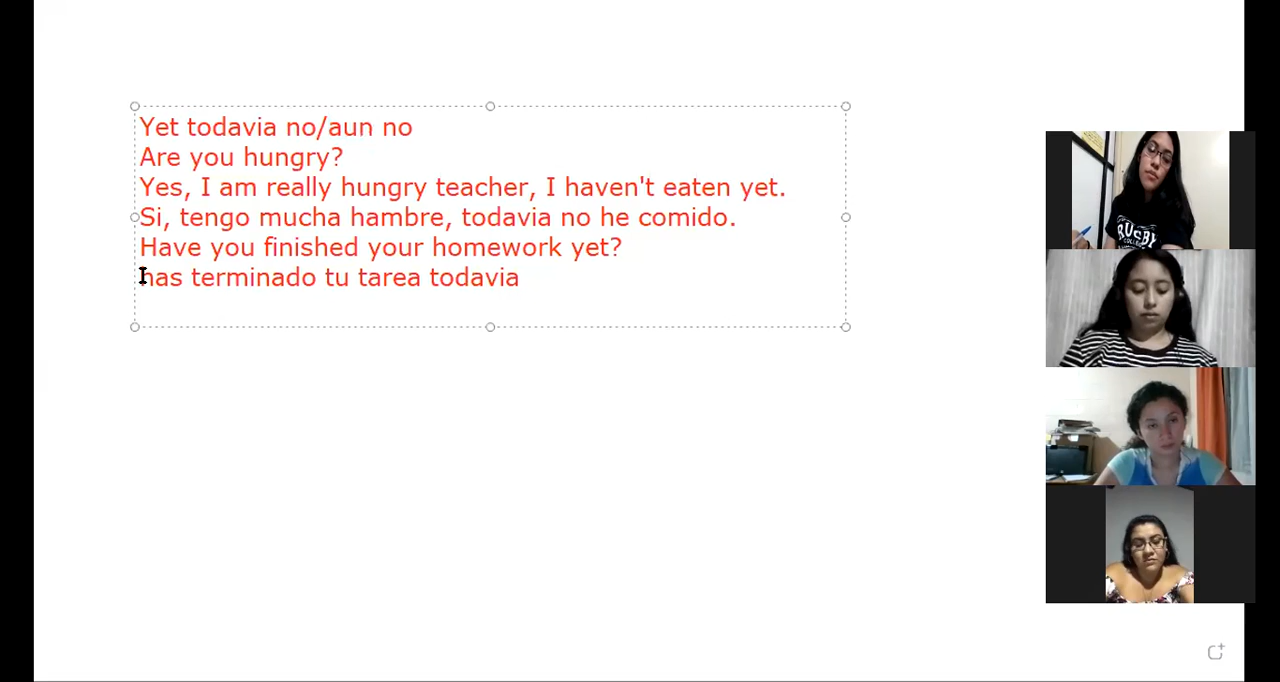 Yet todavia no/aun no
Are you hungry?
Yes, I am really hungry teacher, I haven't eaten yet.
Si, tengo mucha hambre, todavia no he comido.
Have you finished your homework yet?
has terminado tu tarea todavia
RUGBY